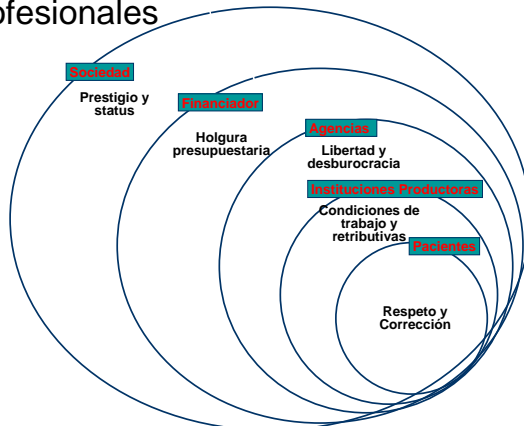 ofesionales
Sociedad
Prestigio y
status
Financiador
Holgura
presupuestaria
Agencias
Libertad y
desburocracia
Instituciones Productoras
Condiciones de
trabajo y
retributivas
Pacientes
Respeto y
Corrección